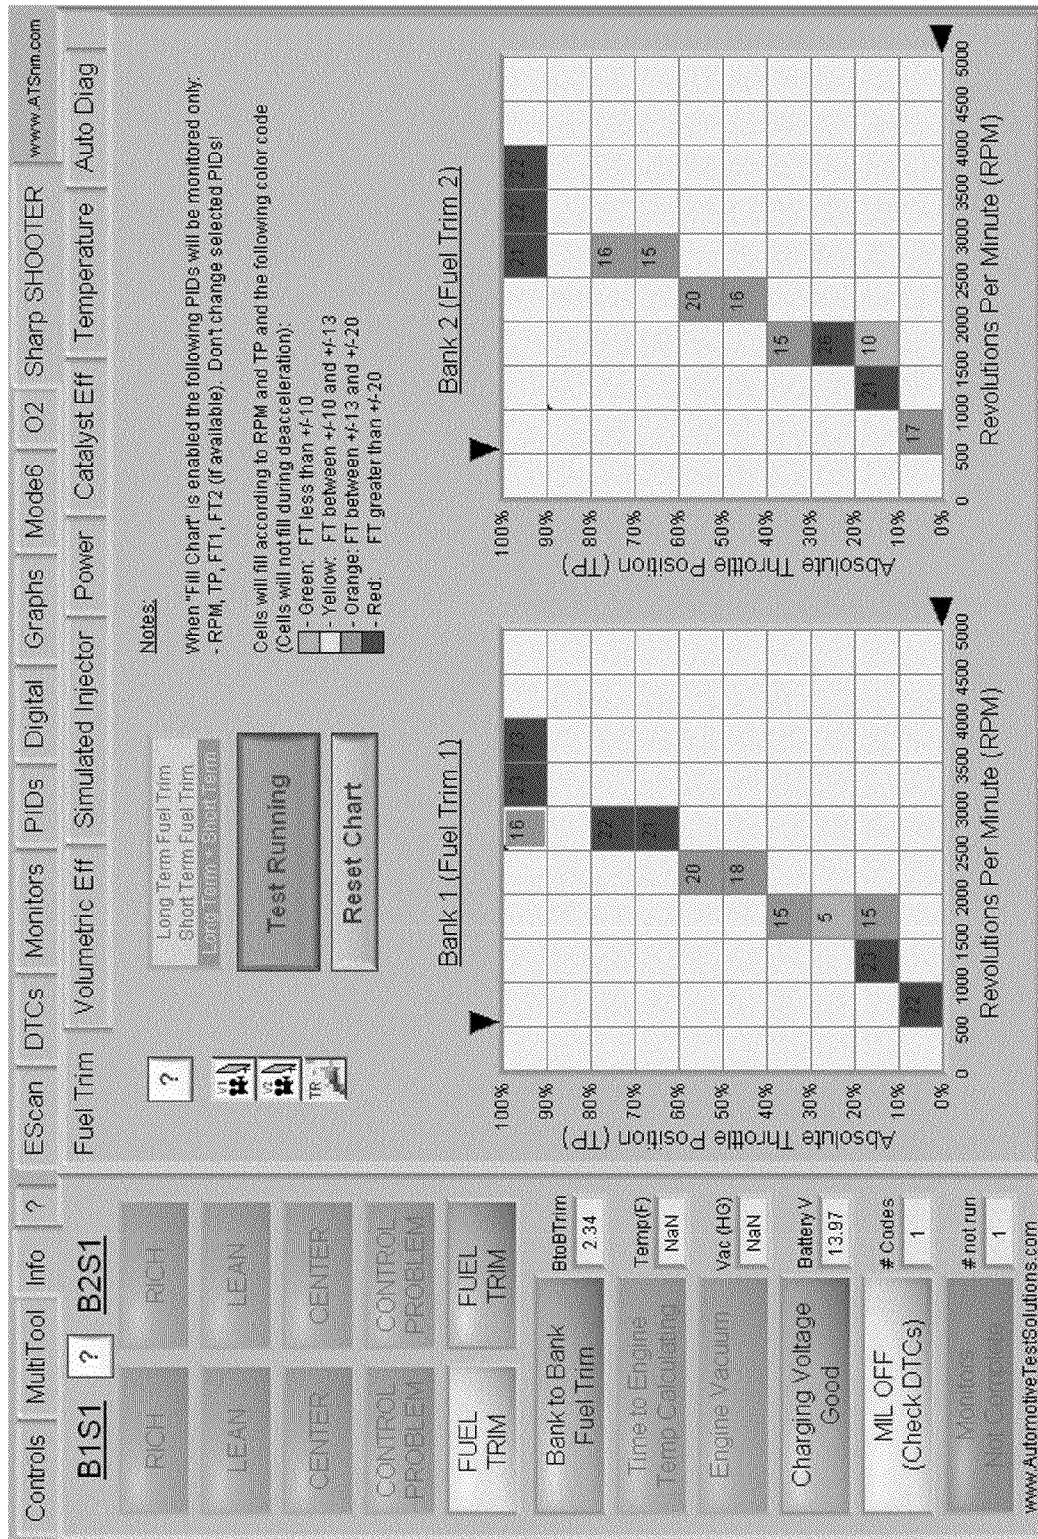 Controls MultiTool Info ? EScan DTCs Monitors PIDs Digital Graphs Mode6 O2 Sharp SHOOTER www.ATSnm.com
Fuel Trim Volumetric Eff Simulated Injector Power Catalyst Eff Temperature Auto Diag
B1S1 ? B2S1
RICH RICH
LEAN LEAN
CENTER CENTER
CONTROL PROBLEM CONTROL PROBLEM
FUEL TRIM FUEL TRIM
Bank to Bank Fuel Trim
BtoBTrim
2.34
Time to Engine Temp Calculating
Temp(F)
NaN
Engine Vacuum
Vac (HG)
NaN
Charging Voltage Good
Battery V
13.97
MIL OFF (Check DTCs)
# Codes
1
Monitors
# not run
1
www.AutomotiveTestSolutions.com
?
V1
V2
TR
Long Term Fuel Trim
Short Term Fuel Trim
Long Term + Short Term
Test Running
Reset Chart
Notes:
When "Fill Chart" is enabled the following PIDs will be monitored only:
- RPM, TP, FT1, FT2 (if available). Don't change selected PIDs!
Cells will fill according to RPM and TP and the following color code
(Cells will not fill during deacceleration):
- Green: FT less than +/-10
- Yellow: FT between +/-10 and +/-13
- Orange: FT between +/-13 and +/-20
- Red: FT greater than +/-20
Bank 1 (Fuel Trim 1)
Absolute Throttle Position (TP)
100% 16 23 23
90%
80% 22
70% 21
60% 20
50% 18
40% 15
30% 5
20% 23 15
10% 22
0%
0 500 1000 1500 2000 2500 3000 3500 4000 4500 5000
Revolutions Per Minute (RPM)
Bank 2 (Fuel Trim 2)
Absolute Throttle Position (TP)
100% 21 22 22
90%
80% 16
70% 15
60% 20
50% 16
40% 15
30% 26
20% 21 10
10% 17
0%
0 500 1000 1500 2000 2500 3000 3500 4000 4500 5000
Revolutions Per Minute (RPM)